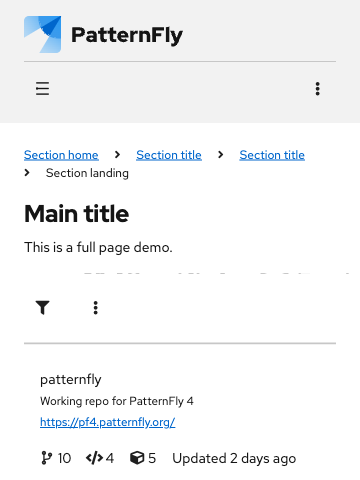 PatternFly
Section home Section title Section title
Section landing
Main title
This is a full page demo.
patternfly
Working repo for PatternFly 4
https://pf4.patternfly.org/
10 4 5 Updated 2 days ago